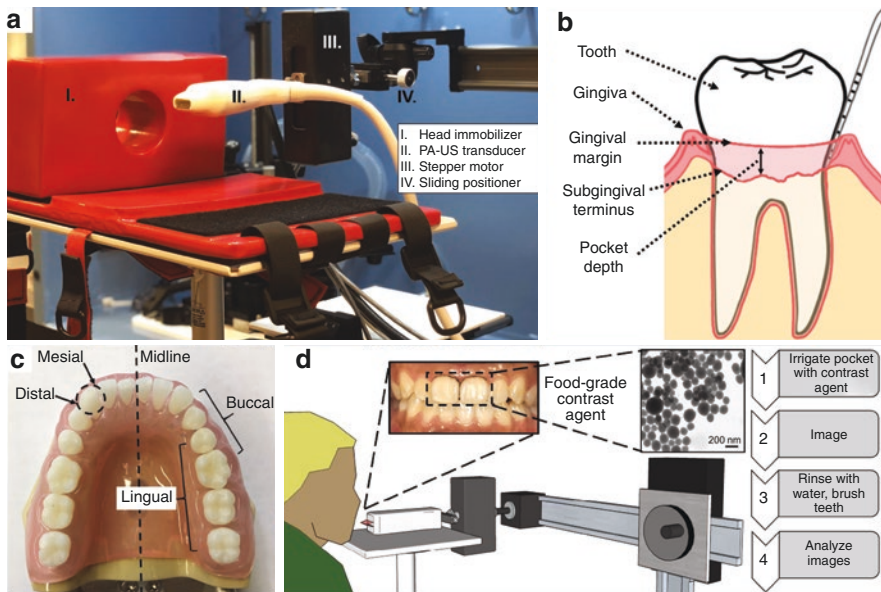 a
I.
II.
III.
IV.
I. Head immobilizer
II. PA-US transducer
III. Stepper motor
IV. Sliding positioner
b
Tooth
Gingiva
Gingival
margin
Subgingival
terminus
Pocket
depth
c
Mesial
Midline
Distal
Buccal
Lingual
d
Food-grade
contrast
agent
200 nm
1
Irrigate pocket
with contrast
agent
2
Image
3
Rinse with
water, brush
teeth
4
Analyze
images